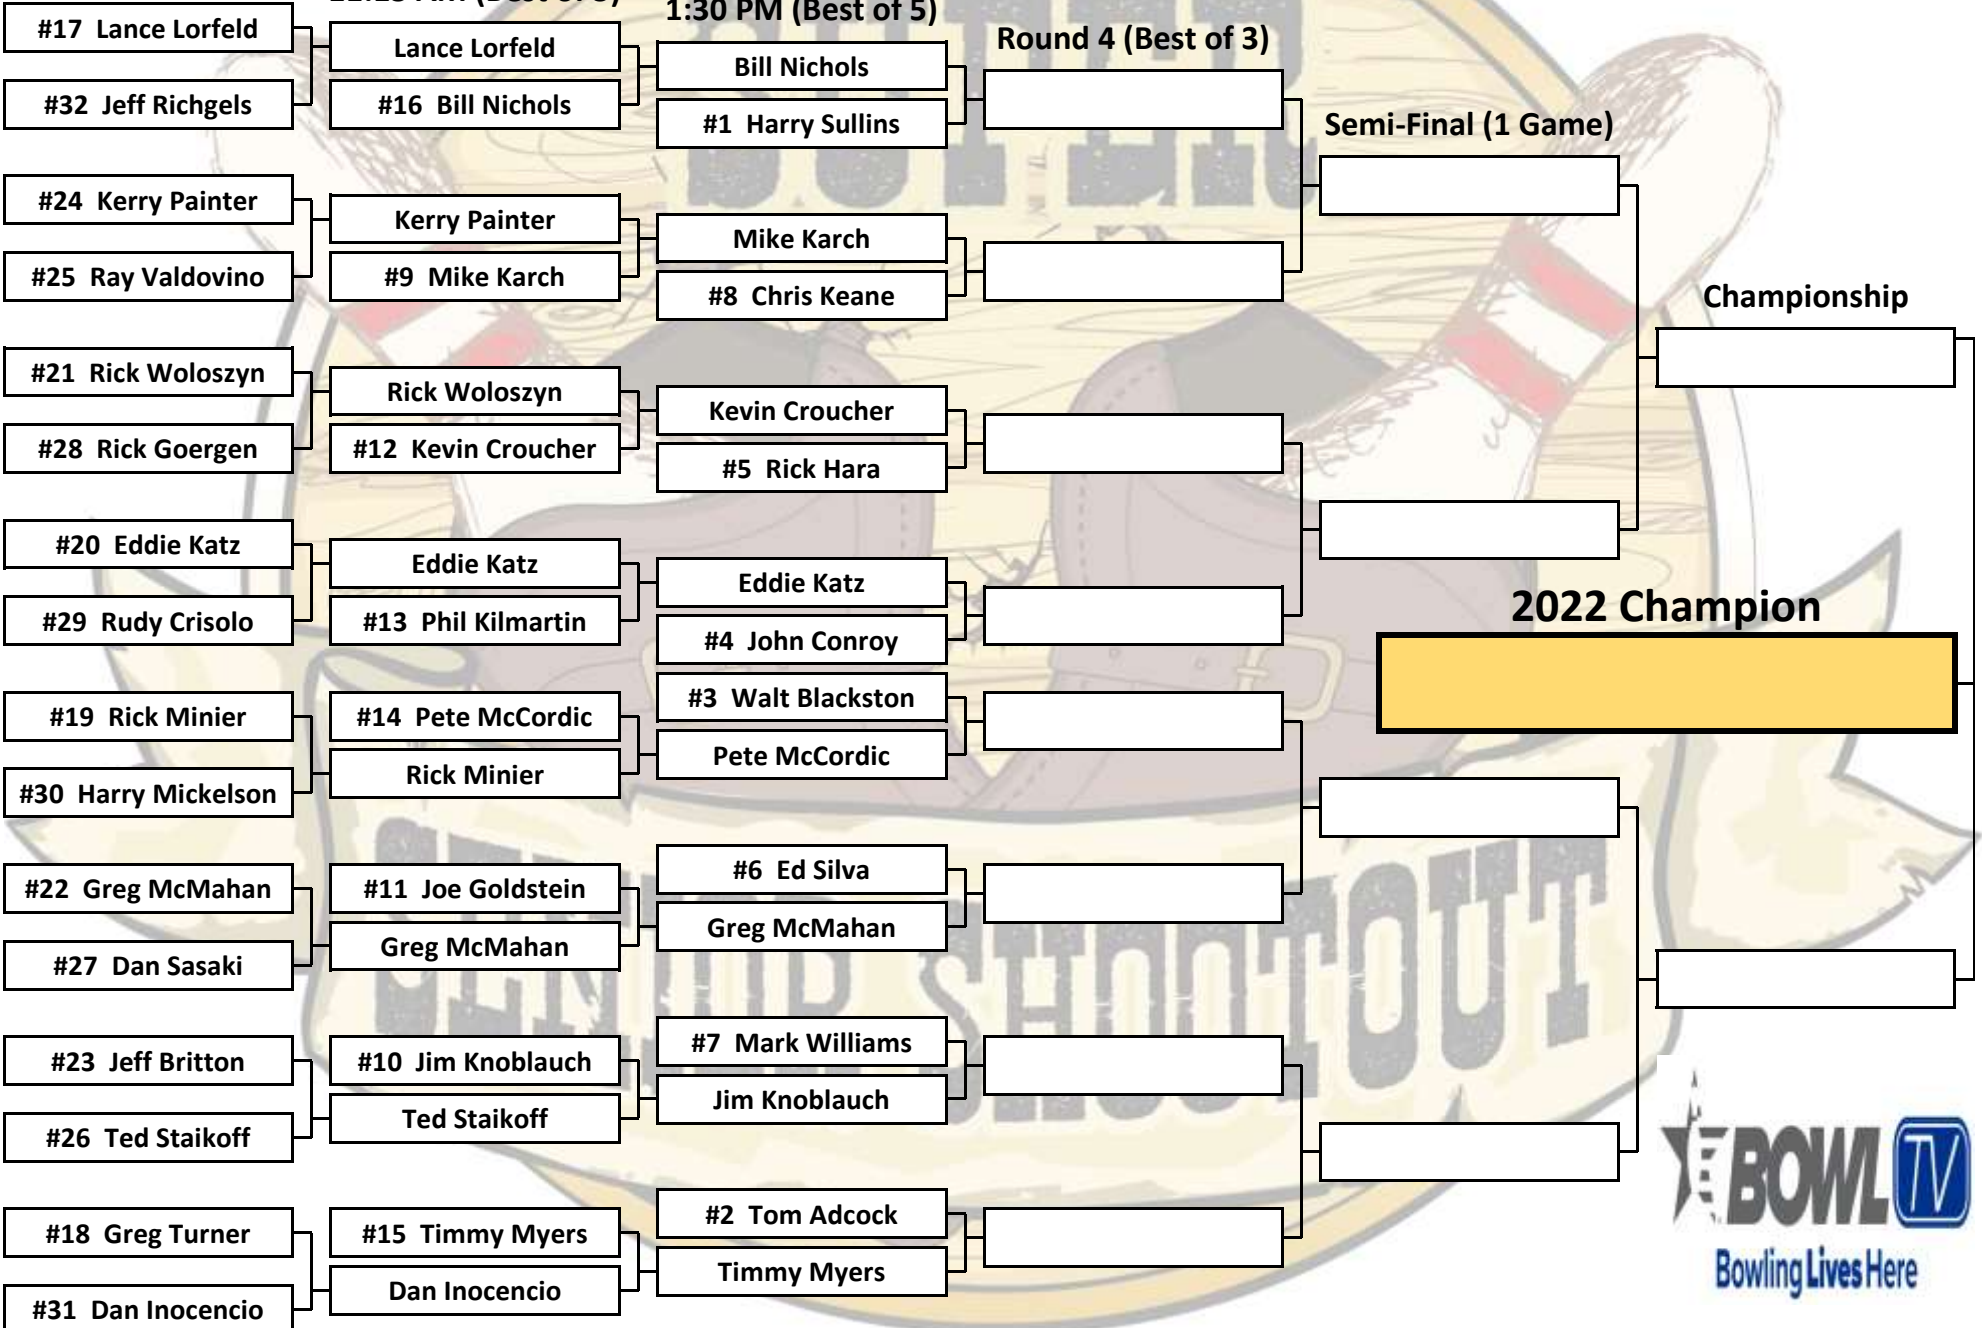 1:30 PM (Best of 5)
Round 4 (Best of 3)
Semi-Final (1 Game)
Championship
2022 Champion
#17 Lance Lorfeld
#32 Jeff Richgels
#24 Kerry Painter
#25 Ray Valdovino
#21 Rick Woloszyn
#28 Rick Goergen
#20 Eddie Katz
#29 Rudy Crisolo
#19 Rick Minier
#30 Harry Mickelson
#22 Greg McMahan
#27 Dan Sasaki
#23 Jeff Britton
#26 Ted Staikoff
#18 Greg Turner
#31 Dan Inocencio
Lance Lorfeld
#16 Bill Nichols
Kerry Painter
#9 Mike Karch
Rick Woloszyn
#12 Kevin Croucher
Eddie Katz
#13 Phil Kilmartin
#14 Pete McCordic
Rick Minier
#11 Joe Goldstein
Greg McMahan
#10 Jim Knoblauch
Ted Staikoff
#15 Timmy Myers
Dan Inocencio
Bill Nichols
#1 Harry Sullins
Mike Karch
#8 Chris Keane
Kevin Croucher
#5 Rick Hara
Eddie Katz
#4 John Conroy
#3 Walt Blackston
Pete McCordic
#6 Ed Silva
Greg McMahan
#7 Mark Williams
Jim Knoblauch
#2 Tom Adcock
Timmy Myers
SUPER
SENIOR SHOOTOUT
BOWL TV
Bowling Lives Here